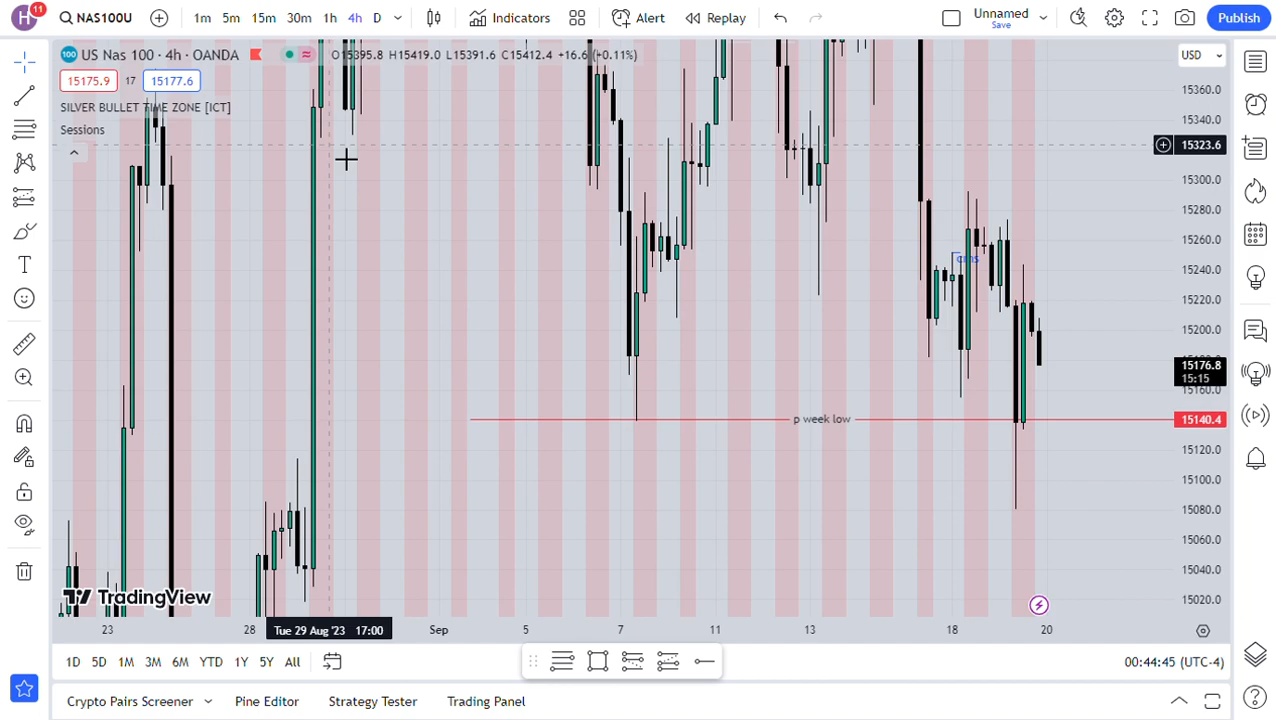 H 11 NAS100U 1m 5m 15m 30m 1h 4h D Indicators Alert Replay Unnamed Save Publish
100 US Nas 100 · 4h · OANDA O15395.8 H15419.0 L15391.6 C15412.4 +16.6 (+0.11%) USD
15175.9 17 15177.6
SILVER BULLET TIME ZONE [ICT]
Sessions
15360.0
15340.0
15323.6
15300.0
15280.0
15260.0
15240.0
15220.0
15200.0
15176.8
15:15
15160.0
p week low 15140.4
15120.0
15100.0
15080.0
15060.0
15040.0
15020.0
TradingView
23 28 Tue 29 Aug '23 17:00 Sep 5 7 11 13 18 20
1D 5D 1M 3M 6M YTD 1Y 5Y All 00:44:45 (UTC-4)
Crypto Pairs Screener Pine Editor Strategy Tester Trading Panel